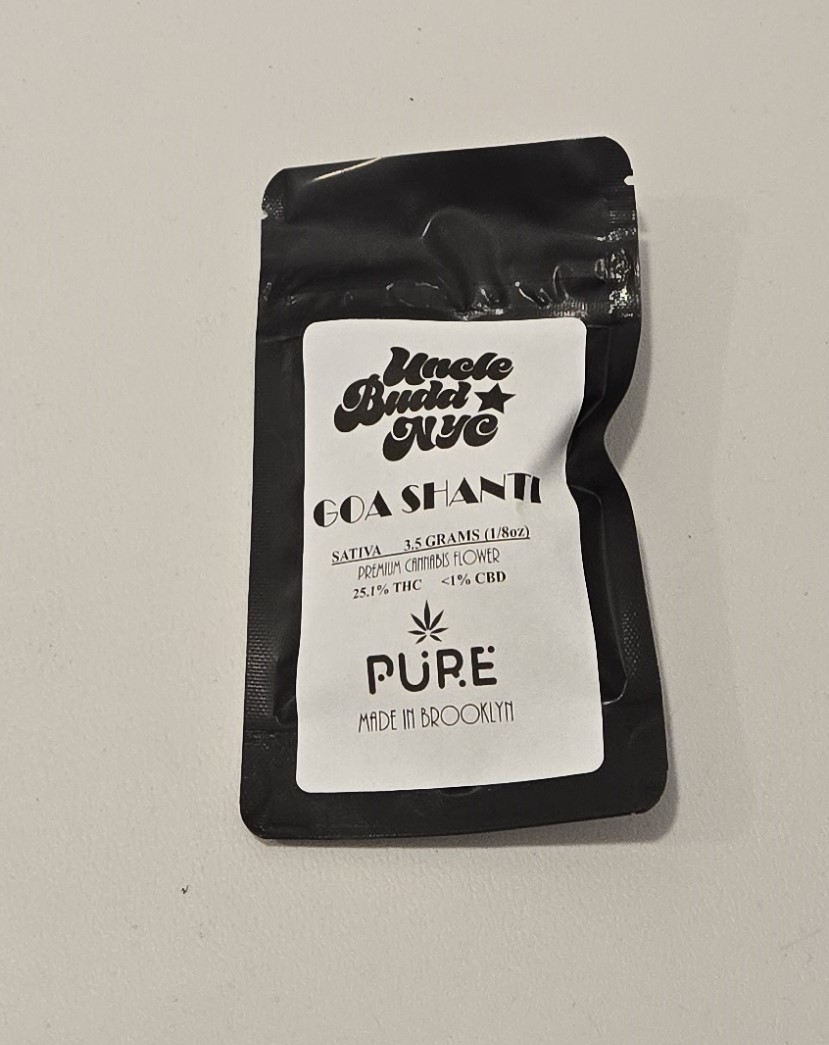 Uncle
Budd
NYC
GOA SHANTI
SATIVA 3.5 GRAMS (1/8oz)
PREMIUM CANNABIS FLOWER
25.1% THC <1% CBD
PURE
MADE IN BROOKLYN